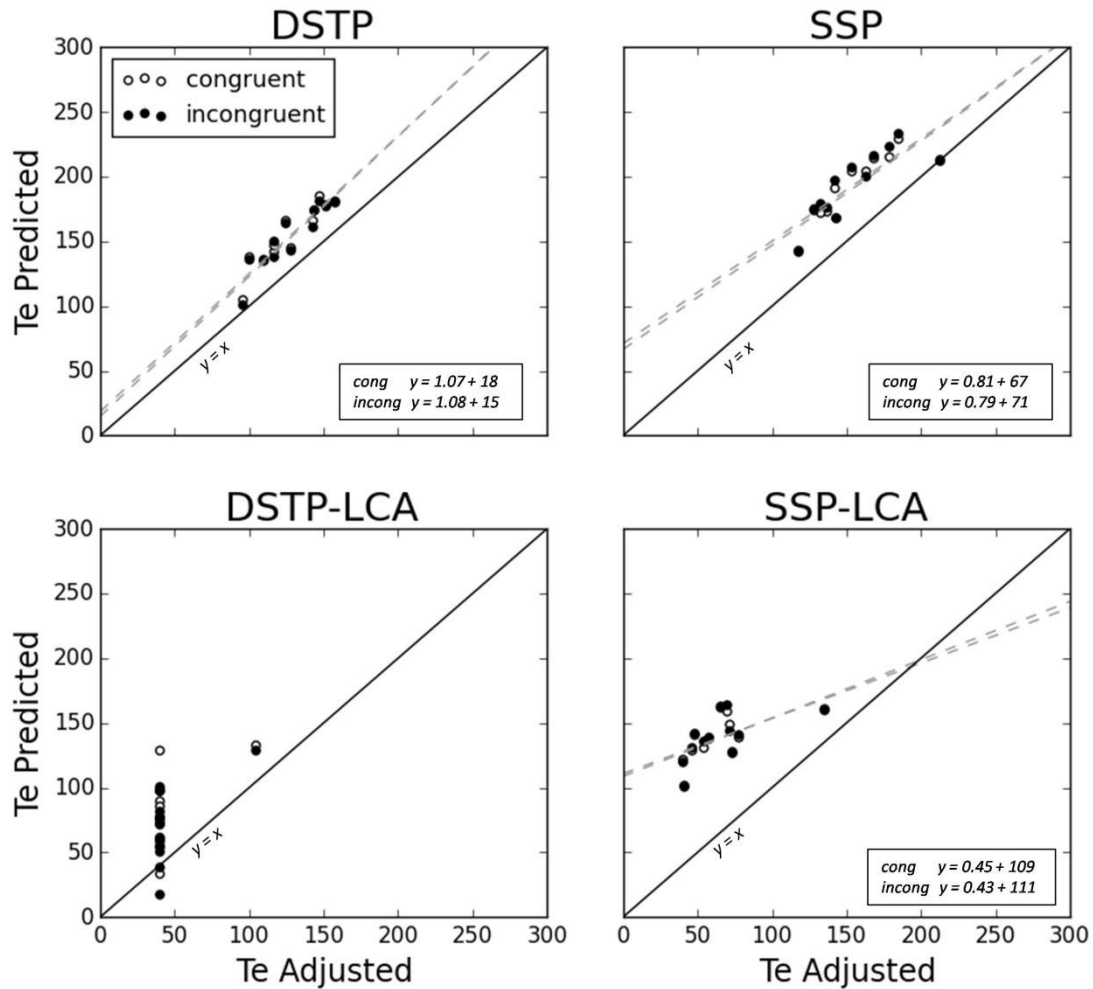 DSTP
SSP
300
250
200
150
100
50
0
Te Predicted
congruent
incongruent
y = x
cong y = 1.07 + 18
incong y = 1.08 + 15
0 50 100 150 200 250 300
y = x
cong y = 0.81 + 67
incong y = 0.79 + 71
0 50 100 150 200 250 300
DSTP-LCA
SSP-LCA
300
250
200
150
100
50
0
Te Predicted
y = x
0 50 100 150 200 250 300
Te Adjusted
y = x
cong y = 0.45 + 109
incong y = 0.43 + 111
0 50 100 150 200 250 300
Te Adjusted